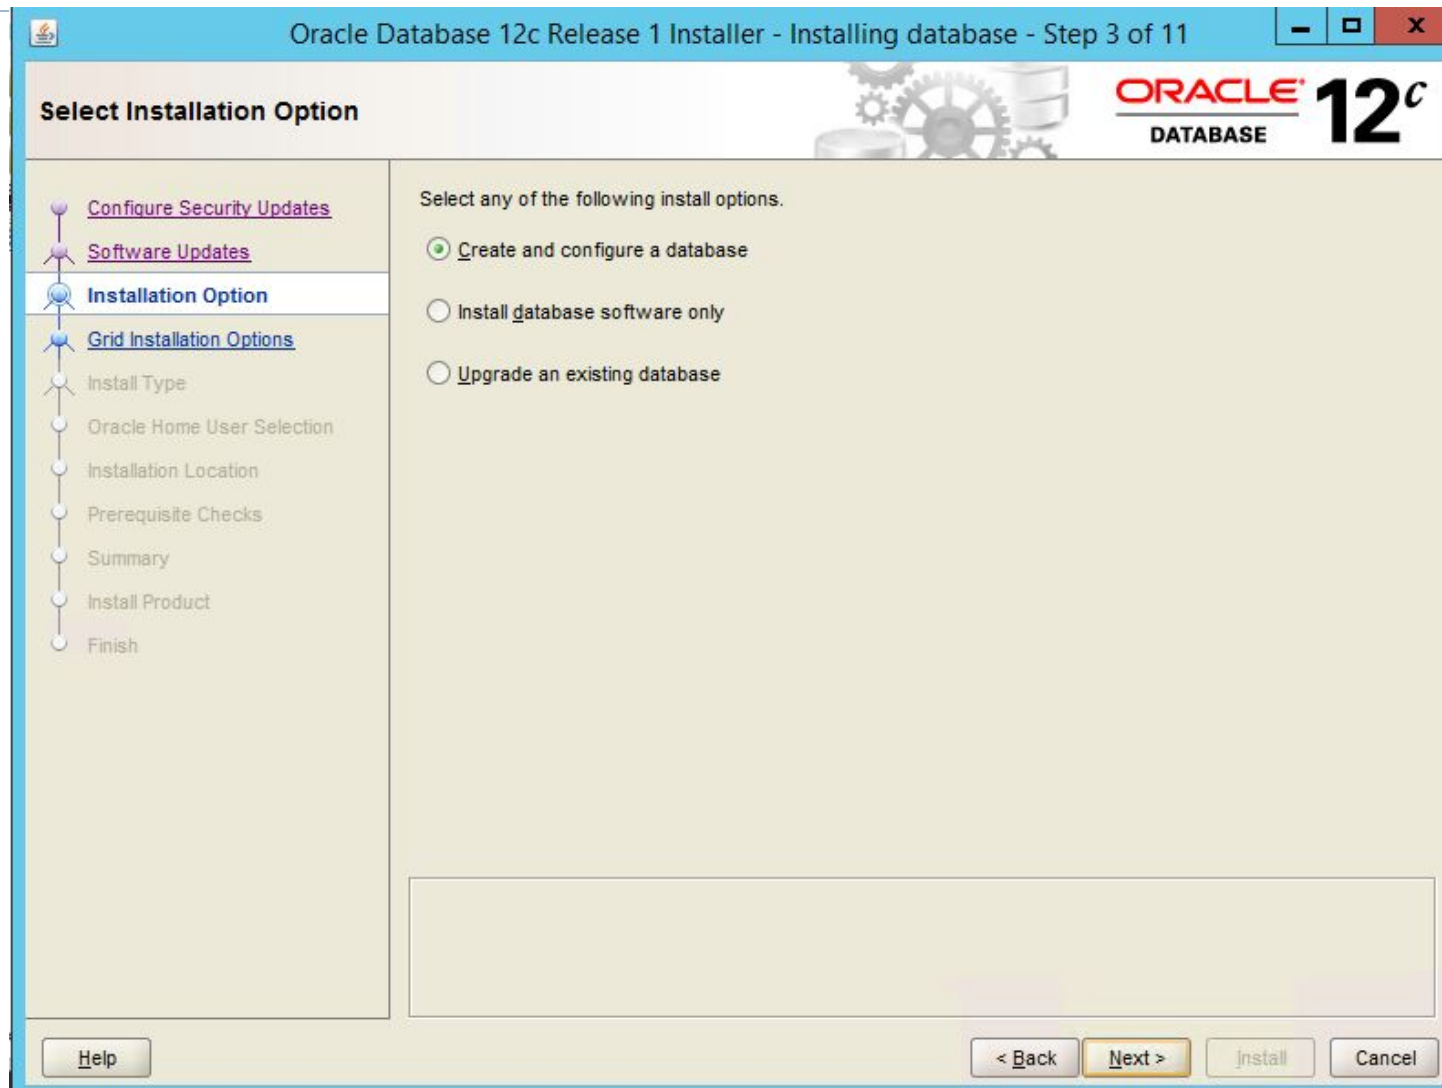 Oracle Database 12c Release 1 Installer - Installing database - Step 3 of 11
Select Installation Option
ORACLE DATABASE 12c
Configure Security Updates
Software Updates
Installation Option
Grid Installation Options
Install Type
Oracle Home User Selection
Installation Location
Prerequisite Checks
Summary
Install Product
Finish
Select any of the following install options.
Create and configure a database
Install database software only
Upgrade an existing database
Help
< Back
Next >
Install
Cancel